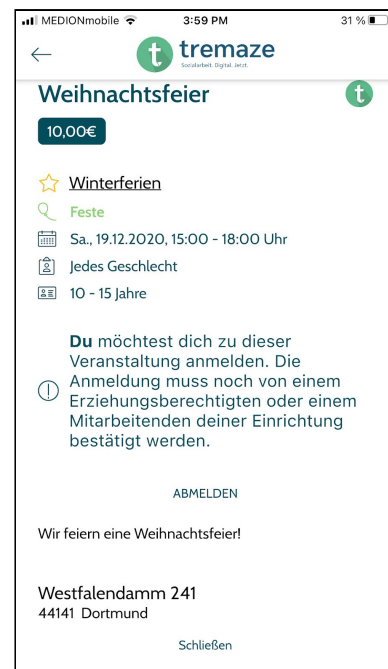 MEDIONmobile 3:59 PM 31 %
tremaze
Sozialarbeit. Digital. Jetzt.
Weihnachtsfeier
10,00€
Winterferien
Feste
Sa., 19.12.2020, 15:00 - 18:00 Uhr
Jedes Geschlecht
10 - 15 Jahre
Du möchtest dich zu dieser
Veranstaltung anmelden. Die
Anmeldung muss noch von einem
Erziehungsberechtigten oder einem
Mitarbeitenden deiner Einrichtung
bestätigt werden.
ABMELDEN
Wir feiern eine Weihnachtsfeier!
Westfalendamm 241
44141 Dortmund
Schließen